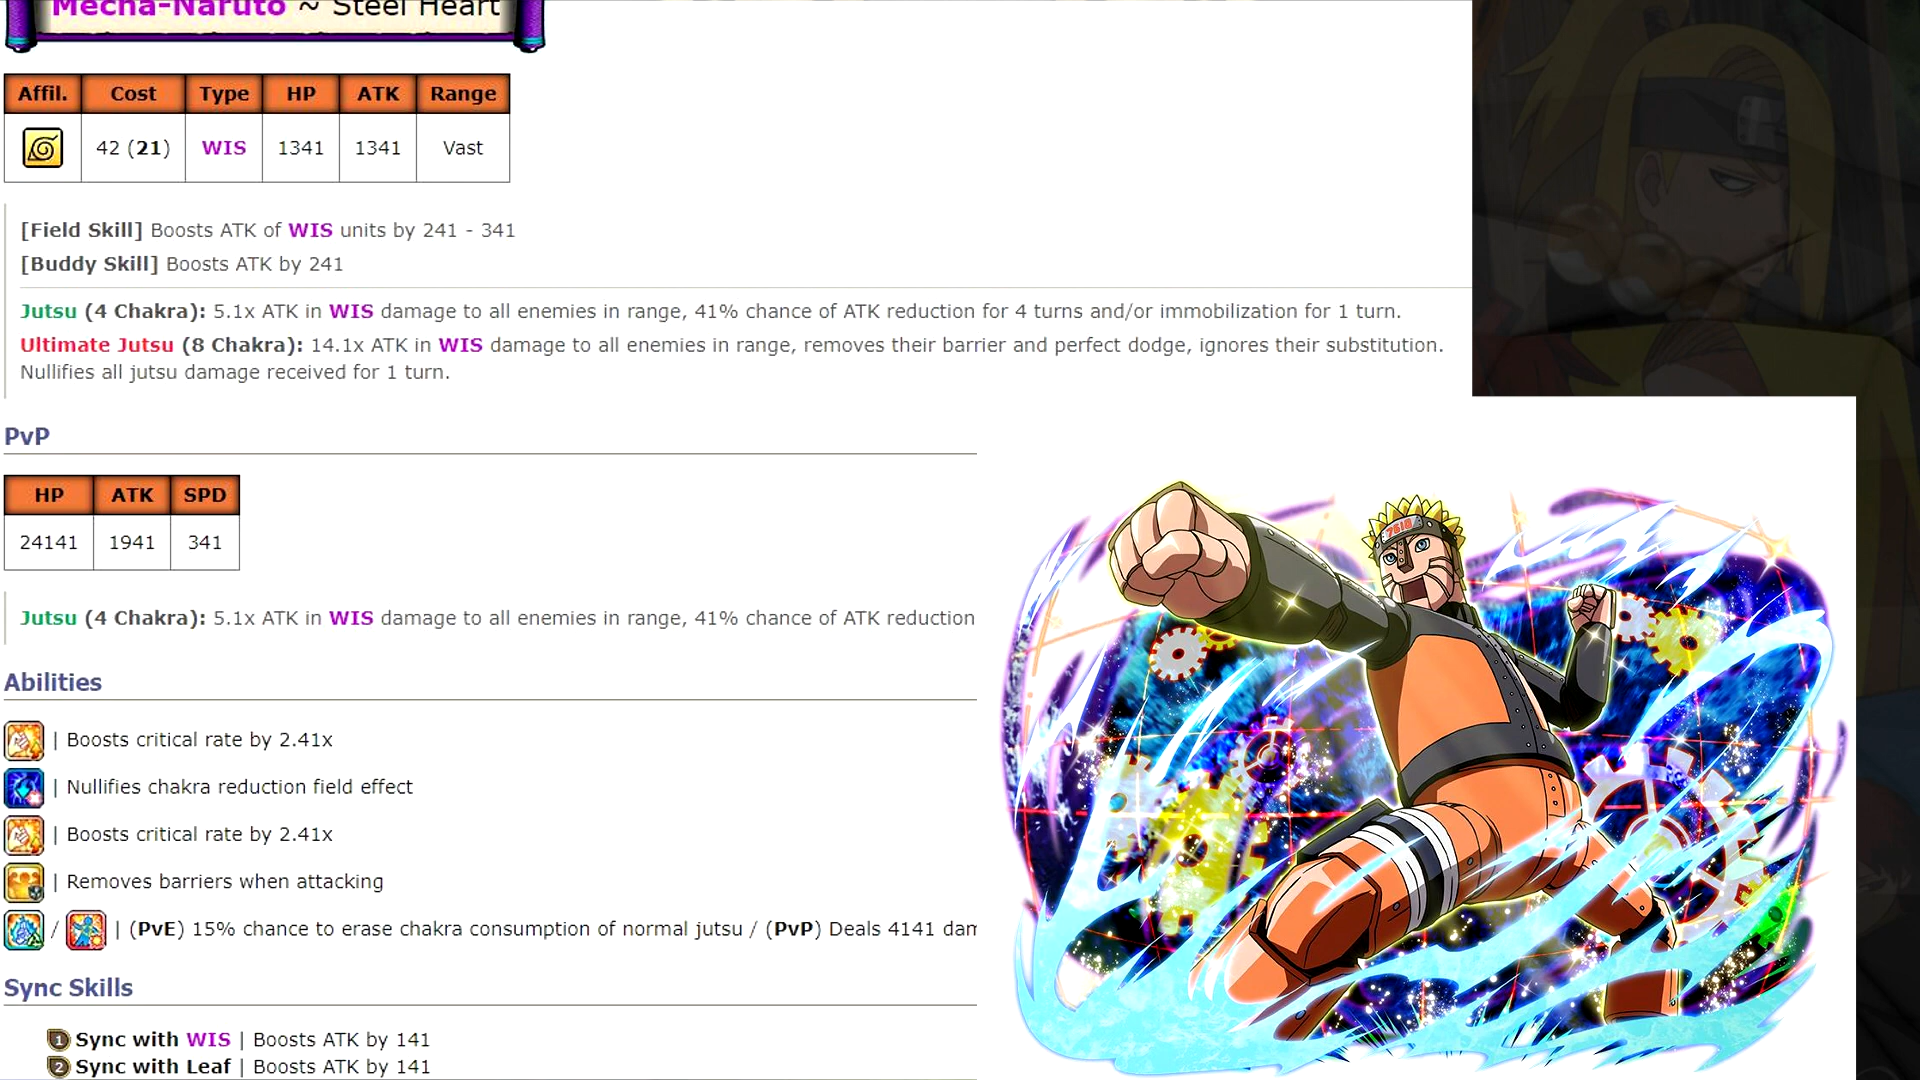 Mecha-Naruto ~ Steel Heart
Affil. Cost Type HP ATK Range
42 (21) WIS 1341 1341 Vast
[Field Skill] Boosts ATK of WIS units by 241 - 341
[Buddy Skill] Boosts ATK by 241
Jutsu (4 Chakra): 5.1x ATK in WIS damage to all enemies in range, 41% chance of ATK reduction for 4 turns and/or immobilization for 1 turn.
Ultimate Jutsu (8 Chakra): 14.1x ATK in WIS damage to all enemies in range, removes their barrier and perfect dodge, ignores their substitution.
Nullifies all jutsu damage received for 1 turn.
PvP
HP ATK SPD
24141 1941 341
Jutsu (4 Chakra): 5.1x ATK in WIS damage to all enemies in range, 41% chance of ATK reduction
Abilities
| Boosts critical rate by 2.41x
| Nullifies chakra reduction field effect
| Boosts critical rate by 2.41x
| Removes barriers when attacking
/ | (PvE) 15% chance to erase chakra consumption of normal jutsu / (PvP) Deals 4141 dam
Sync Skills
1 Sync with WIS | Boosts ATK by 141
2 Sync with Leaf | Boosts ATK by 141